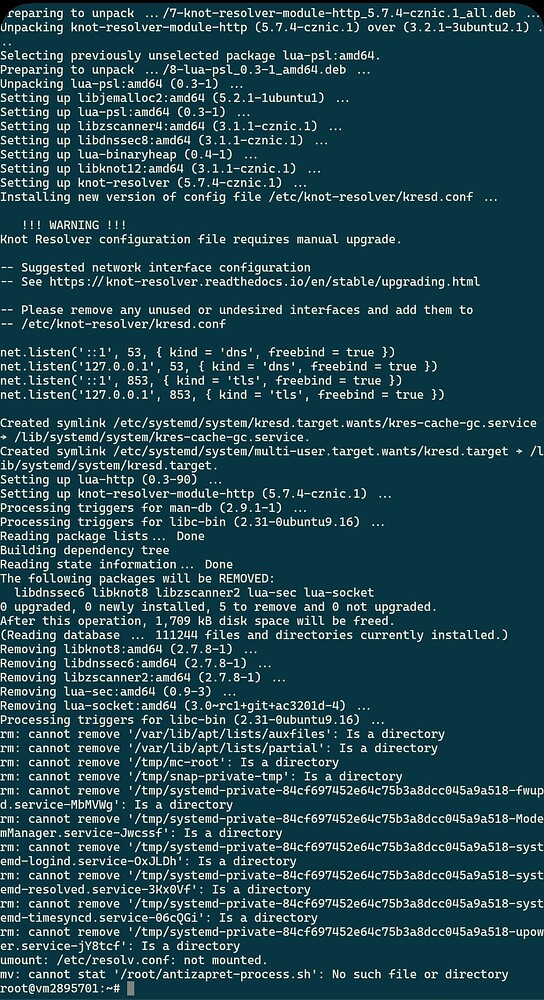 reparing to unpack .../7-knot-resolver-module-http_5.7.4-cznic.1_all.deb ...
Unpacking knot-resolver-module-http (5.7.4-cznic.1) over (3.2.1-3ubuntu2.1) .
..
Selecting previously unselected package lua-psl:amd64.
Preparing to unpack .../8-lua-psl_0.3-1_amd64.deb ...
Unpacking lua-psl:amd64 (0.3-1) ...
Setting up libjemalloc2:amd64 (5.2.1-1ubuntu1) ...
Setting up lua-psl:amd64 (0.3-1) ...
Setting up libzscanner4:amd64 (3.1.1-cznic.1) ...
Setting up libdnssec8:amd64 (3.1.1-cznic.1) ...
Setting up lua-binaryheap (0.4-1) ...
Setting up libknot12:amd64 (3.1.1-cznic.1) ...
Setting up knot-resolver (5.7.4-cznic.1) ...
Installing new version of config file /etc/knot-resolver/kresd.conf ...
!!! WARNING !!!
Knot Resolver configuration file requires manual upgrade.
-- Suggested network interface configuration
-- See https://knot-resolver.readthedocs.io/en/stable/upgrading.html
-- Please remove any unused or undesired interfaces and add them to
-- /etc/knot-resolver/kresd.conf
net.listen('::1', 53, { kind = 'dns', freebind = true })
net.listen('127.0.0.1', 53, { kind = 'dns', freebind = true })
net.listen('::1', 853, { kind = 'tls', freebind = true })
net.listen('127.0.0.1', 853, { kind = 'tls', freebind = true })
Created symlink /etc/systemd/system/kresd.target.wants/kres-cache-gc.service
→ /lib/systemd/system/kres-cache-gc.service.
Created symlink /etc/systemd/system/multi-user.target.wants/kresd.target → /l
ib/systemd/system/kresd.target.
Setting up lua-http (0.3-90) ...
Setting up knot-resolver-module-http (5.7.4-cznic.1) ...
Processing triggers for man-db (2.9.1-1) ...
Processing triggers for libc-bin (2.31-0ubuntu9.16) ...
Reading package lists... Done
Building dependency tree
Reading state information... Done
The following packages will be REMOVED:
libdnssec6 libknot8 libzscanner2 lua-sec lua-socket
0 upgraded, 0 newly installed, 5 to remove and 0 not upgraded.
After this operation, 1,709 kB disk space will be freed.
(Reading database ... 111244 files and directories currently installed.)
Removing libknot8:amd64 (2.7.8-1) ...
Removing libdnssec6:amd64 (2.7.8-1) ...
Removing libzscanner2:amd64 (2.7.8-1) ...
Removing lua-sec:amd64 (0.9-3) ...
Removing lua-socket:amd64 (3.0~rc1+git+ac3201d-4) ...
Processing triggers for libc-bin (2.31-0ubuntu9.16) ...
rm: cannot remove '/var/lib/apt/lists/auxfiles': Is a directory
rm: cannot remove '/var/lib/apt/lists/partial': Is a directory
rm: cannot remove '/tmp/mc-root': Is a directory
rm: cannot remove '/tmp/snap-private-tmp': Is a directory
rm: cannot remove '/tmp/systemd-private-84cf697452e64c75b3a8dcc045a9a518-fwup
d.service-MbMVWg': Is a directory
rm: cannot remove '/tmp/systemd-private-84cf697452e64c75b3a8dcc045a9a518-Mode
mManager.service-Jwcssf': Is a directory
rm: cannot remove '/tmp/systemd-private-84cf697452e64c75b3a8dcc045a9a518-syst
emd-logind.service-OxJLDh': Is a directory
rm: cannot remove '/tmp/systemd-private-84cf697452e64c75b3a8dcc045a9a518-syst
emd-resolved.service-3Kx0Vf': Is a directory
rm: cannot remove '/tmp/systemd-private-84cf697452e64c75b3a8dcc045a9a518-syst
emd-timesyncd.service-06cQGi': Is a directory
rm: cannot remove '/tmp/systemd-private-84cf697452e64c75b3a8dcc045a9a518-upow
er.service-jY8tcf': Is a directory
umount: /etc/resolv.conf: not mounted.
mv: cannot stat '/root/antizapret-process.sh': No such file or directory
root@vm2895701:~#